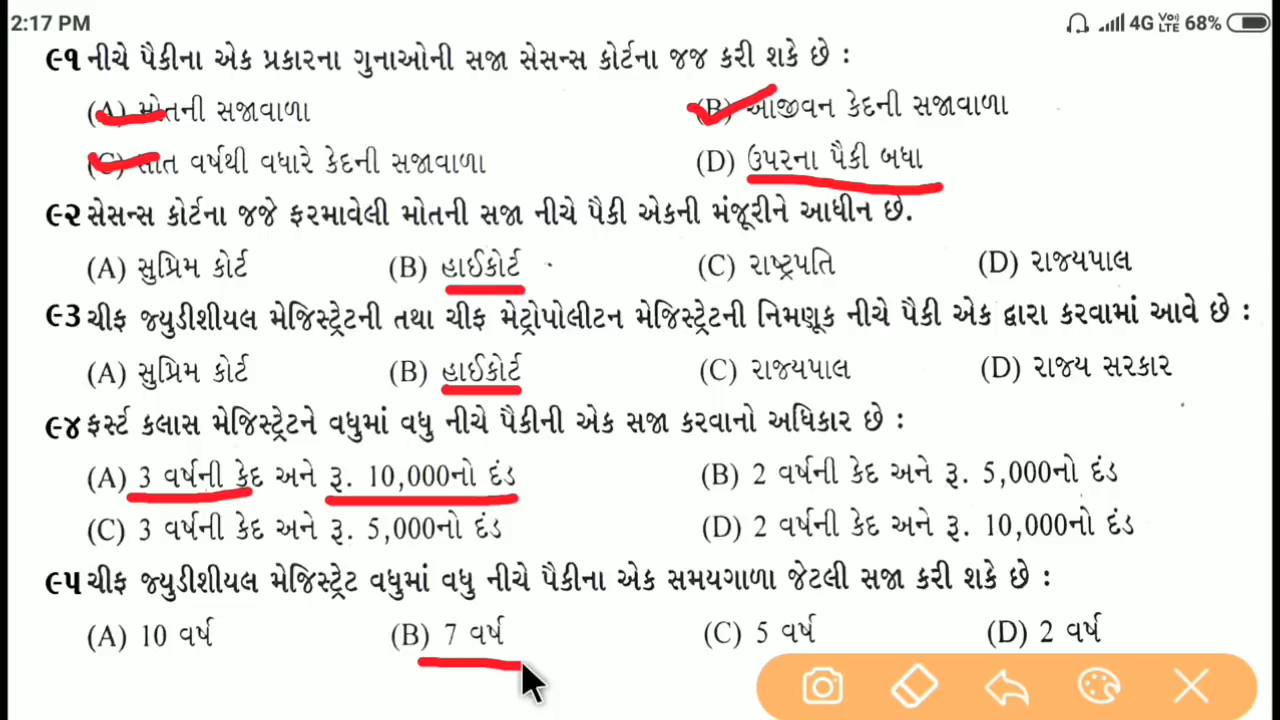 2:17 PM 4G VoLTE 68%
૯૧ નીચે પૈકીના એક પ્રકારના ગુનાઓની સજા સેસન્સ કોર્ટના જજ કરી શકે છે :
(A) મોતની સજાવાળા (B) આજીવન કેદની સજાવાળા
(C) સાત વર્ષથી વધારે કેદની સજાવાળા (D) ઉપરના પૈકી બધા
૯૨ સેસન્સ કોર્ટના જજે ફરમાવેલી મોતની સજા નીચે પૈકી એકની મંજૂરીને આધીન છે.
(A) સુપ્રિમ કોર્ટ (B) હાઈકોર્ટ (C) રાષ્ટ્રપતિ (D) રાજ્યપાલ
૯૩ ચીફ જ્યુડીશીયલ મેજિસ્ટ્રેટની તથા ચીફ મેટ્રોપોલીટન મેજિસ્ટ્રેટની નિમણૂક નીચે પૈકી એક દ્વારા કરવામાં આવે છે :
(A) સુપ્રિમ કોર્ટ (B) હાઈકોર્ટ (C) રાજ્યપાલ (D) રાજ્ય સરકાર
૯૪ ફર્સ્ટ કલાસ મેજિસ્ટ્રેટને વધુમાં વધુ નીચે પૈકીની એક સજા કરવાનો અધિકાર છે :
(A) 3 વર્ષની કેદ અને રૂ. 10,000નો દંડ (B) 2 વર્ષની કેદ અને રૂ. 5,000નો દંડ
(C) 3 વર્ષની કેદ અને રૂ. 5,000નો દંડ (D) 2 વર્ષની કેદ અને રૂ. 10,000નો દંડ
૯૫ ચીફ જ્યુડીશીયલ મેજિસ્ટ્રેટ વધુમાં વધુ નીચે પૈકીના એક સમયગાળા જેટલી સજા કરી શકે છે :
(A) 10 વર્ષ (B) 7 વર્ષ (C) 5 વર્ષ (D) 2 વર્ષ